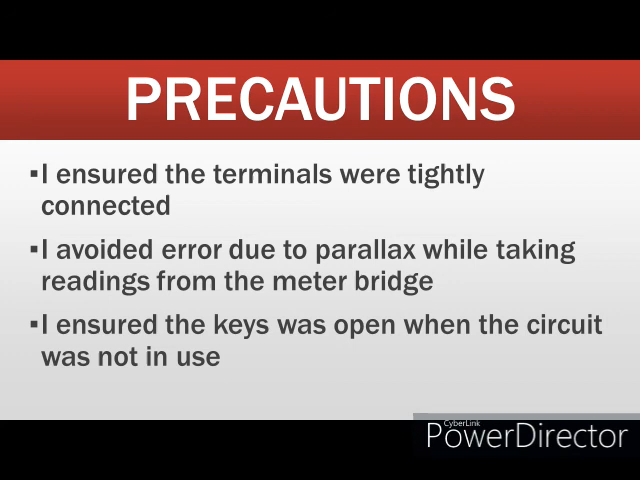 PRECAUTIONS
▪I ensured the terminals were tightly
connected
▪I avoided error due to parallax while taking
readings from the meter bridge
▪I ensured the keys was open when the circuit
was not in use
CyberLink
PowerDirector